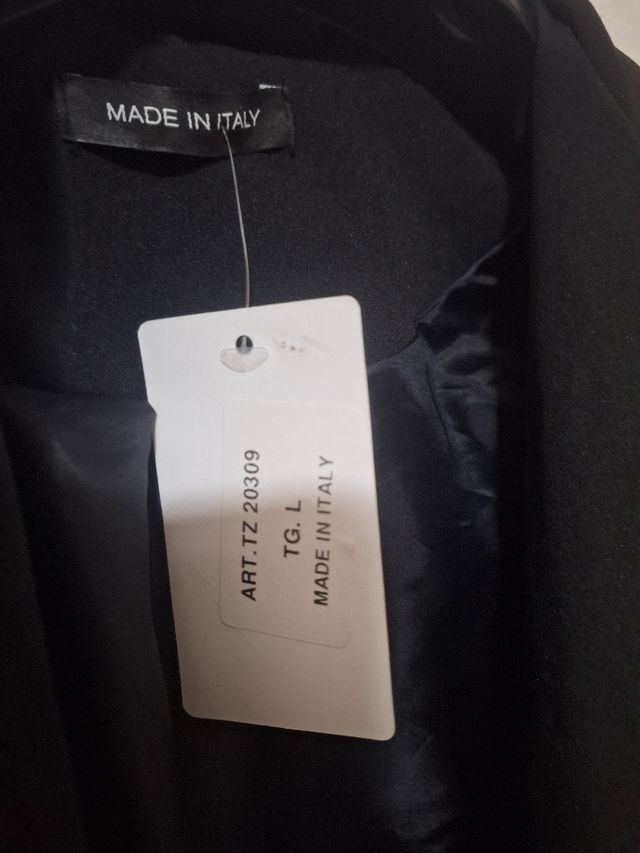 MADE IN ITALY
ART.TZ 20309
TG. L
MADE IN ITALY